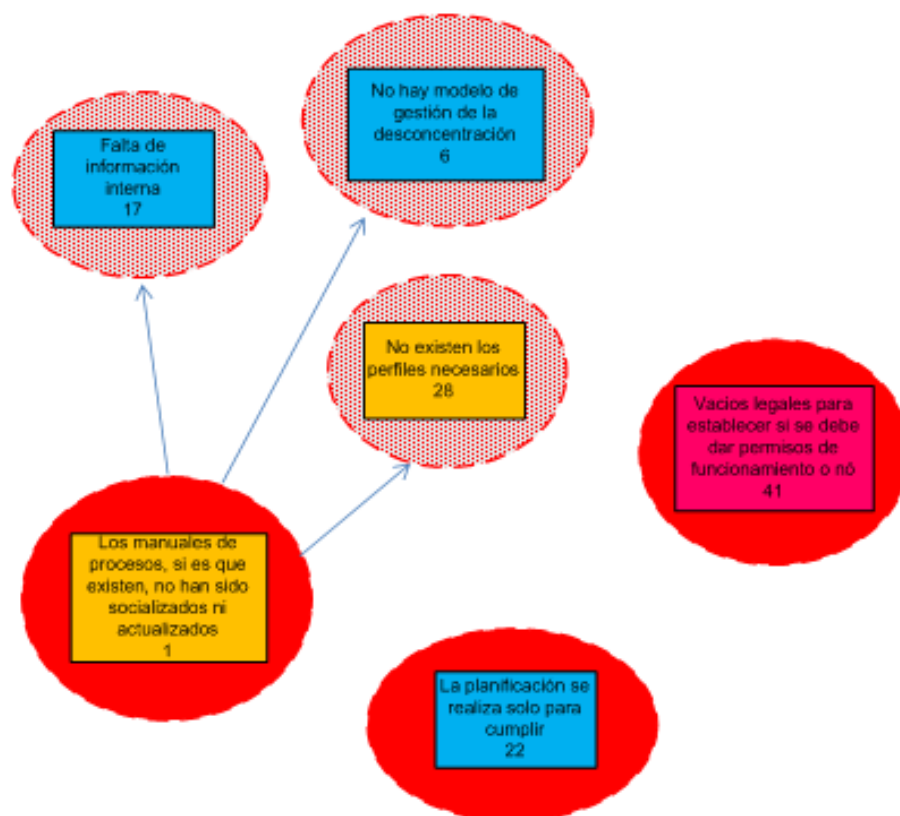 No hay modelo de
gestión de la
desconcentración
6
Falta de
información
interna
17
No existen los
perfiles necesarios
28
Vacios legales para
establecer si se debe
dar permisos de
funcionamiento o nó
41
Los manuales de
procesos, si es que
existen, no han sido
socializados ni
actualizados
1
La planificación se
realiza solo para
cumplir
22